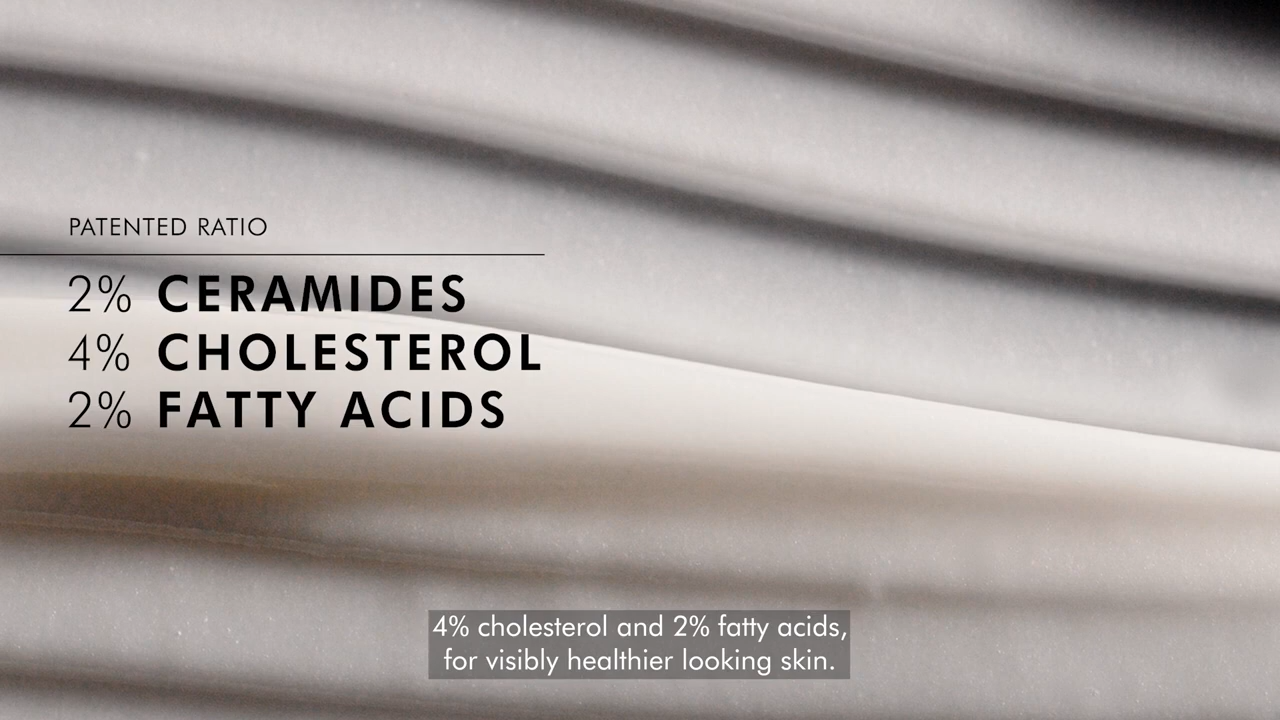 PATENTED RATIO
2% CERAMIDES
4% CHOLESTEROL
2% FATTY ACIDS
4% cholesterol and 2% fatty acids,
for visibly healthier looking skin.